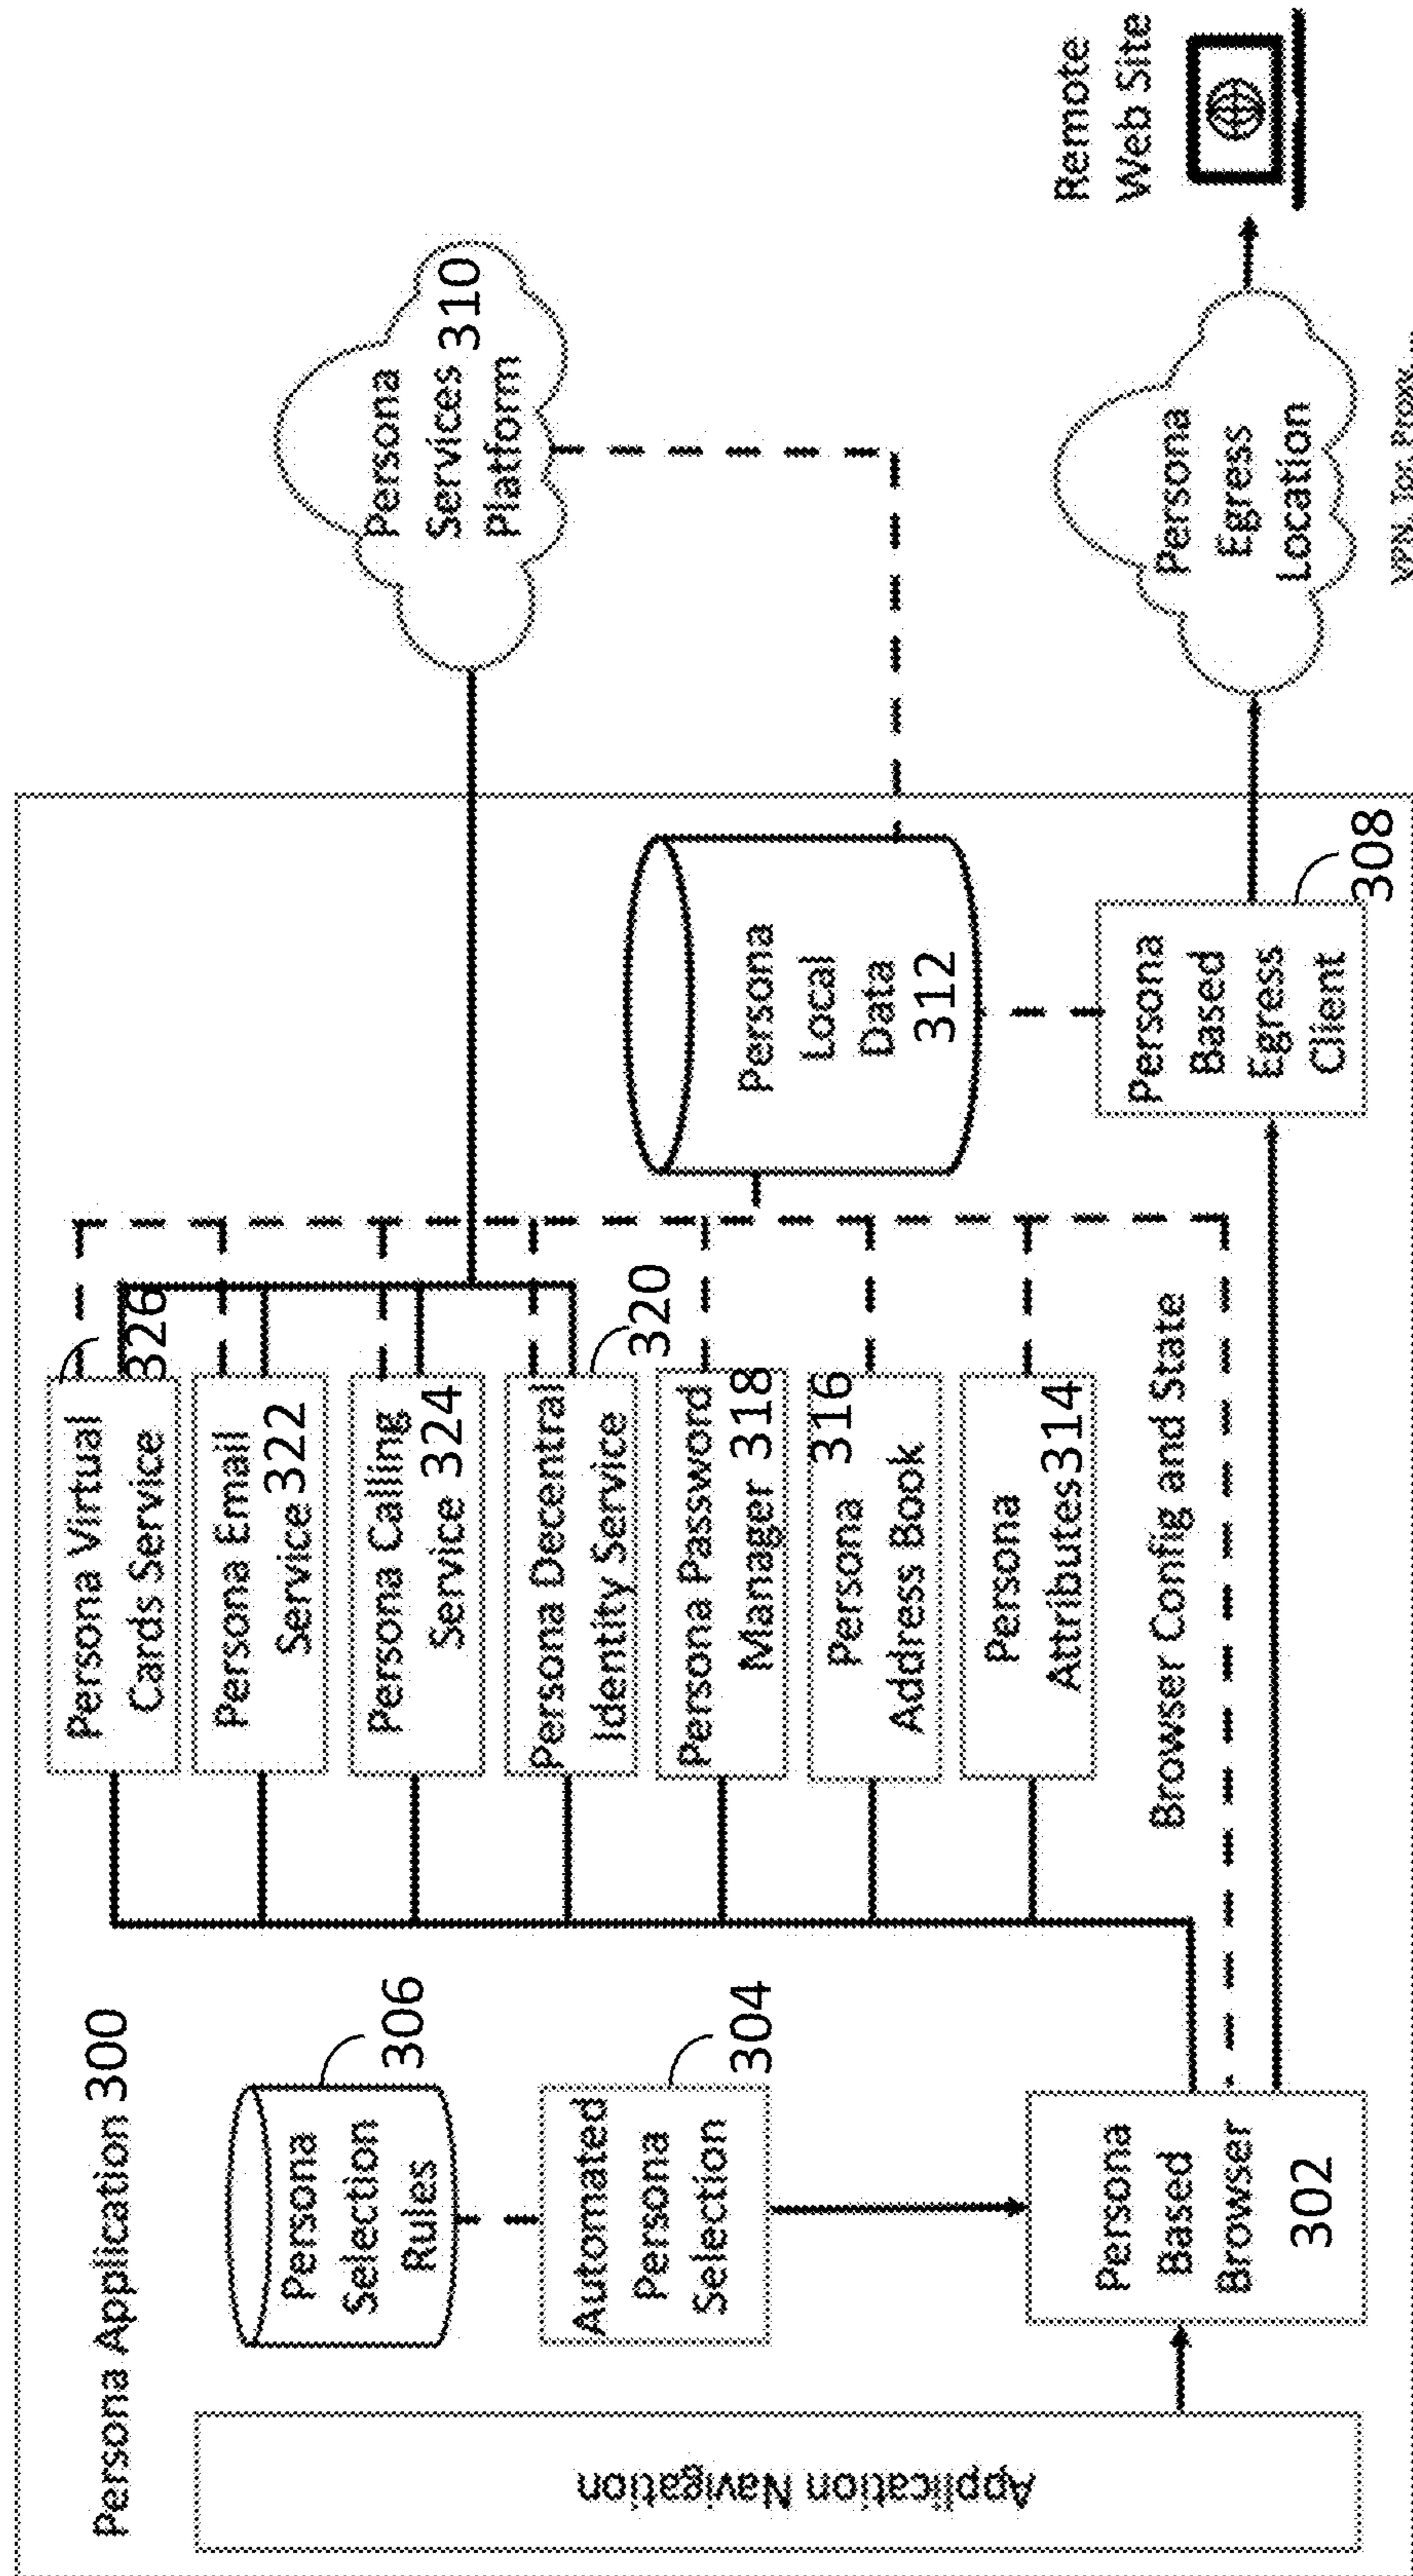 Persona Application 300
Application Navigation
Persona
Selection
Rules
306
Automated
Persona
Selection
304
Persona
Based
Browser
302
Persona Virtual
Cards Service
326
Persona Email
Service 322
Persona Calling
Service 324
Persona Decentral
Identity Service
320
Persona Password
Manager 318
Persona 316
Address Book
Persona
Attributes 314
Browser Config and State
Persona
Local
Data
312
Persona
Based
Egress
Client
308
Persona
Services 310
Platform
Persona
Egress
Location
VPN, Tor, Proxy, ...
Remote
Web Site